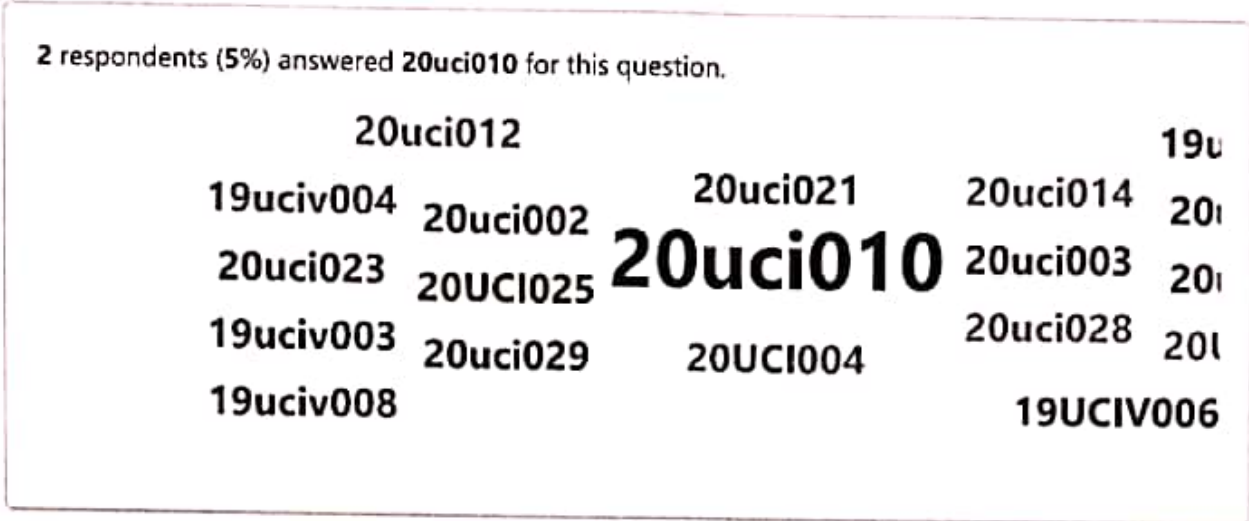 2 respondents (5%) answered 20uci010 for this question.
20uci012
19uciv004
20uci002
20uci021
20uci014
20uci023
20UCI025
20uci010
20uci003
19uciv003
20uci029
20UCI004
20uci028
19uciv008
19UCIV006